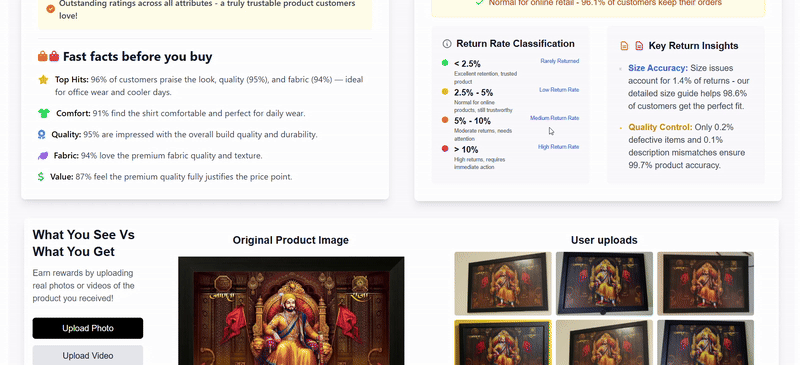 Outstanding ratings across all attributes - a truly trustable product customers
love!
Fast facts before you buy
Top Hits: 96% of customers praise the look, quality (95%), and fabric (94%) — ideal
for office wear and cooler days.
Comfort: 91% find the shirt comfortable and perfect for daily wear.
Quality: 95% are impressed with the overall build quality and durability.
Fabric: 94% love the premium fabric quality and texture.
Value: 87% feel the premium quality fully justifies the price point.
Normal for online retail - 96.1% of customers keep their orders
Return Rate Classification
< 2.5%
Rarely Returned
Excellent retention, trusted
product
2.5% - 5%
Low Return Rate
Normal for online
products, still trustworthy
5% - 10%
Medium Return Rate
Moderate returns, needs
attention
> 10%
High Return Rate
High returns, requires
immediate action
Key Return Insights
Size Accuracy: Size issues
account for 1.4% of returns - our
detailed size guide helps 98.6%
of customers get the perfect fit.
Quality Control: Only 0.2%
defective items and 0.1%
description mismatches ensure
99.7% product accuracy.
What You See Vs
What You Get
Earn rewards by uploading
real photos or videos of the
product you received!
Upload Photo
Upload Video
Original Product Image
User uploads